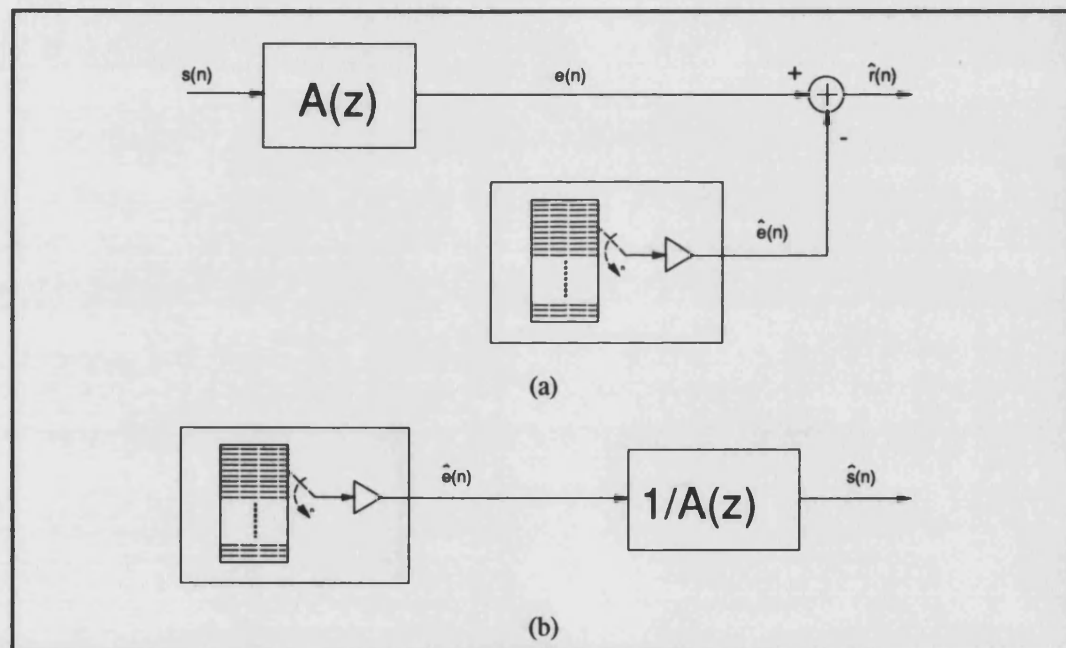 s(n)
A(z)
e(n)
+
r̂(n)
-
ê(n)
(a)
ê(n)
1/A(z)
ŝ(n)
(b)